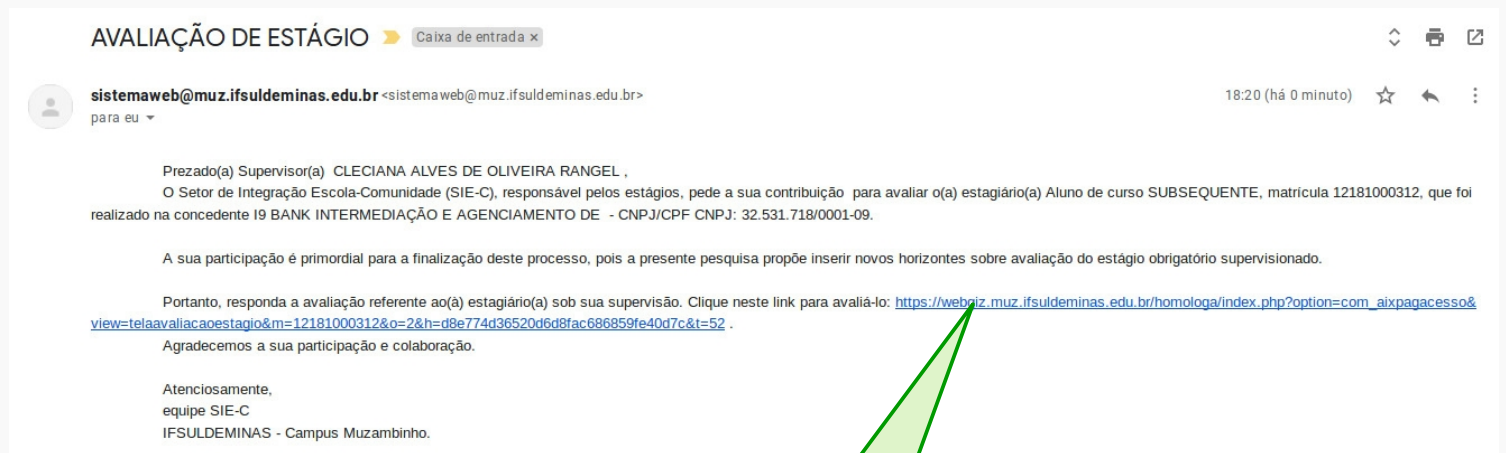 AVALIAÇÃO DE ESTÁGIO Caixa de entrada ×
sistemaweb@muz.ifsuldeminas.edu.br <sistemaweb@muz.ifsuldeminas.edu.br> 18:20 (há 0 minuto)
para eu
Prezado(a) Supervisor(a) CLECIANA ALVES DE OLIVEIRA RANGEL ,
O Setor de Integração Escola-Comunidade (SIE-C), responsável pelos estágios, pede a sua contribuição para avaliar o(a) estagiário(a) Aluno de curso SUBSEQUENTE, matrícula 12181000312, que foi
realizado na concedente I9 BANK INTERMEDIAÇÃO E AGENCIAMENTO DE - CNPJ/CPF CNPJ: 32.531.718/0001-09.
A sua participação é primordial para a finalização deste processo, pois a presente pesquisa propõe inserir novos horizontes sobre avaliação do estágio obrigatório supervisionado.
Portanto, responda a avaliação referente ao(à) estagiário(a) sob sua supervisão. Clique neste link para avaliá-lo: https://webgiz.muz.ifsuldeminas.edu.br/homologa/index.php?option=com_aixpagacesso&
view=telaavaliacaoestagio&m=12181000312&o=2&h=d8e774d36520d6d8fac686859fe40d7c&t=52 .
Agradecemos a sua participação e colaboração.
Atenciosamente,
equipe SIE-C
IFSULDEMINAS - Campus Muzambinho.